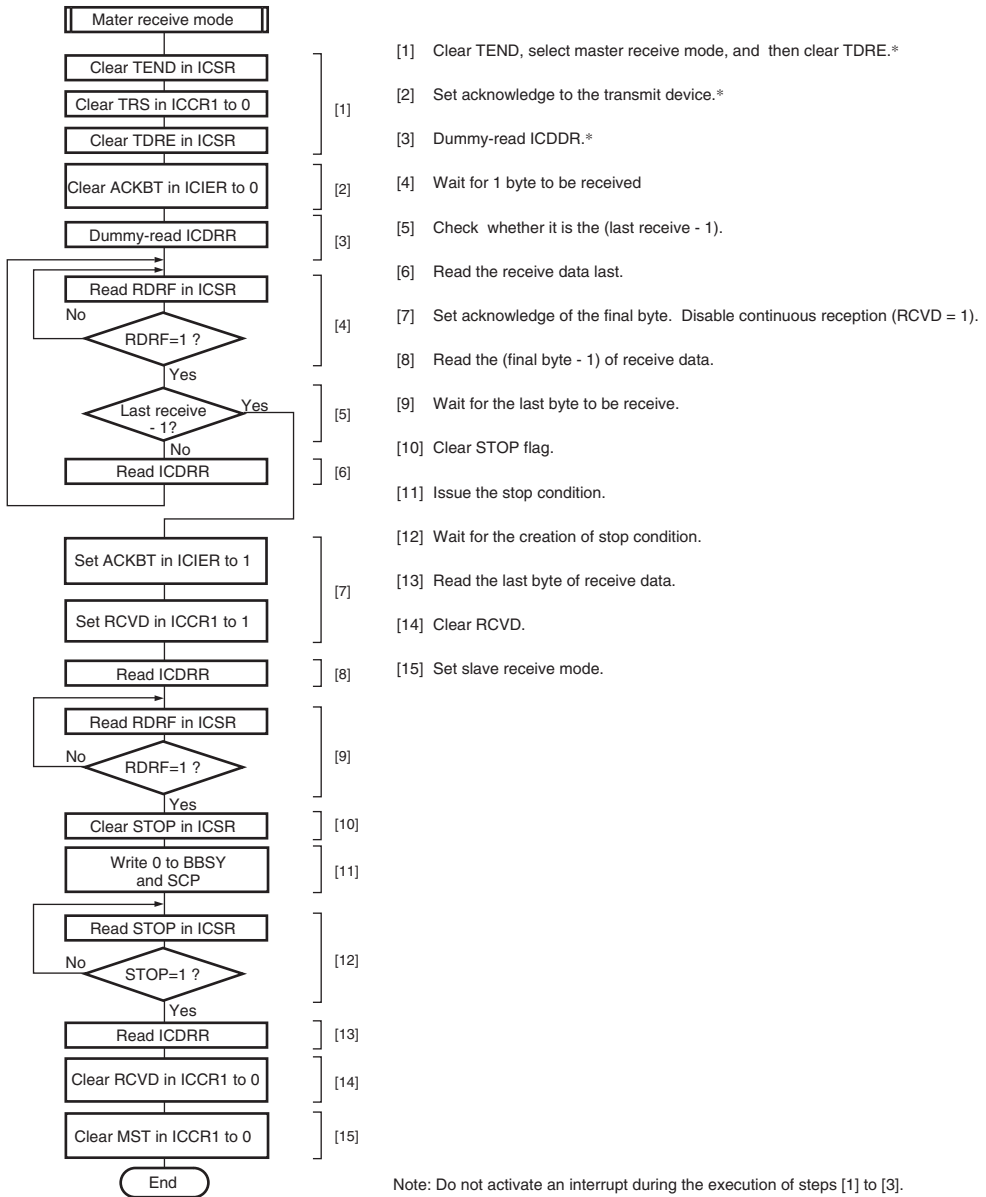 Mater receive mode
Clear TEND in ICSR
Clear TRS in ICCR1 to 0
Clear TDRE in ICSR
[1]
Clear ACKBT in ICIER to 0
[2]
Dummy-read ICDRR
[3]
Read RDRF in ICSR
No
RDRF=1 ?
[4]
Yes
Last receive
- 1?
Yes
[5]
No
Read ICDRR
[6]
Set ACKBT in ICIER to 1
Set RCVD in ICCR1 to 1
[7]
Read ICDRR
[8]
Read RDRF in ICSR
No
RDRF=1 ?
[9]
Yes
Clear STOP in ICSR
[10]
Write 0 to BBSY
and SCP
[11]
Read STOP in ICSR
No
STOP=1 ?
[12]
Yes
Read ICDRR
[13]
Clear RCVD in ICCR1 to 0
[14]
Clear MST in ICCR1 to 0
[15]
End
[1] Clear TEND, select master receive mode, and then clear TDRE.*
[2] Set acknowledge to the transmit device.*
[3] Dummy-read ICDDR.*
[4] Wait for 1 byte to be received
[5] Check whether it is the (last receive - 1).
[6] Read the receive data last.
[7] Set acknowledge of the final byte. Disable continuous reception (RCVD = 1).
[8] Read the (final byte - 1) of receive data.
[9] Wait for the last byte to be receive.
[10] Clear STOP flag.
[11] Issue the stop condition.
[12] Wait for the creation of stop condition.
[13] Read the last byte of receive data.
[14] Clear RCVD.
[15] Set slave receive mode.
Note: Do not activate an interrupt during the execution of steps [1] to [3].